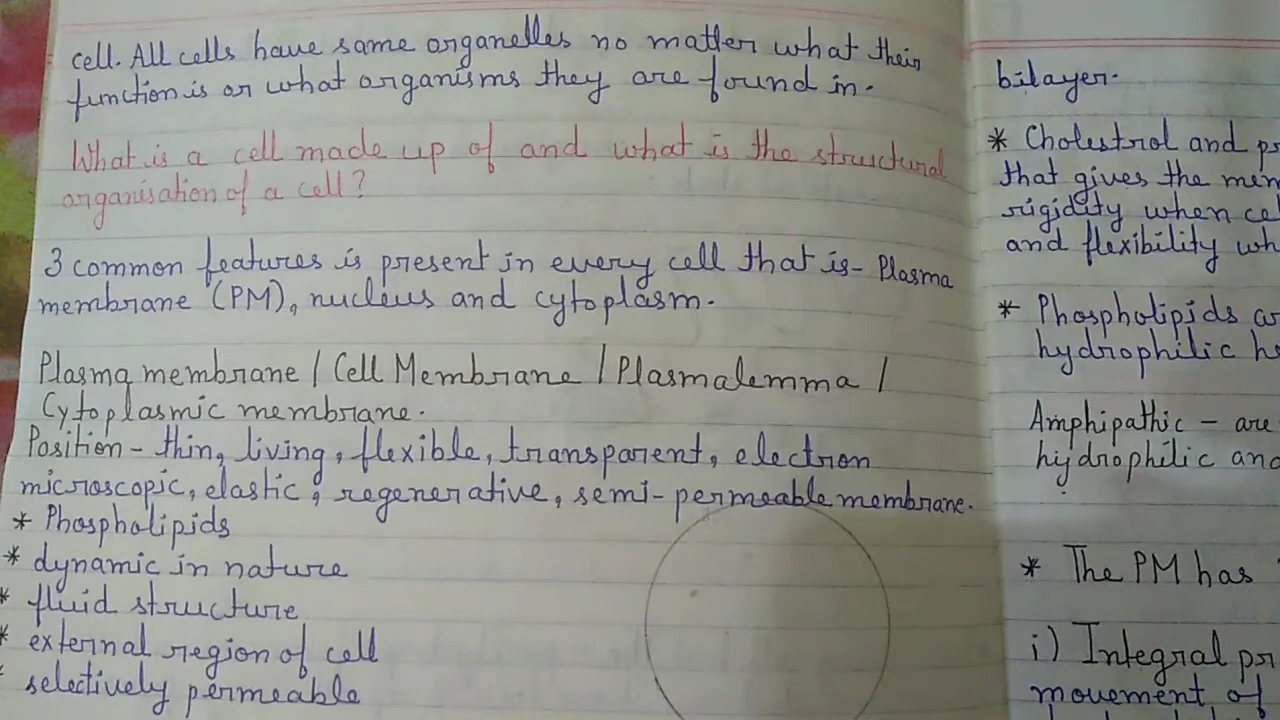 cell. All cells have same organelles no matter what their
function is or what organisms they are found in.
What is a cell made up of and what is the structural
organisation of a cell?
3 common features is present in every cell that is- Plasma
membrane (PM), nucleus and cytoplasm.
Plasma membrane / Cell Membrane / Plasmalemma /
Cytoplasmic membrane.
Position - thin, living, flexible, transparent, electron
microscopic, elastic, regenerative, semi-permeable membrane.
* Phospholipids
* dynamic in nature
* fluid structure
* external region of cell
* selectively permeable
bilayer.
* Cholestrol and
that gives the
rigidity when
and flexibility
* Phospholipids
hydrophilic
Amphipathic - are
hydrophilic
* The PM has
i) Integral
movement of